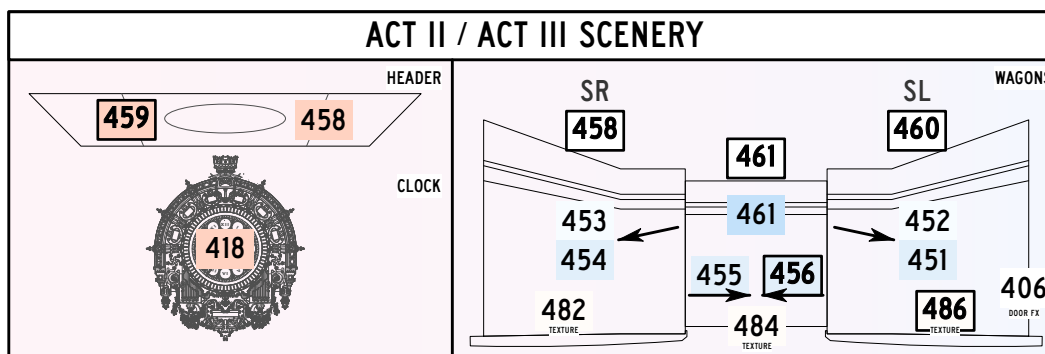 ACT II / ACT III SCENERY
HEADER
459
458
CLOCK
418
WAGONS
SR
SL
458
460
461
461
453
454
452
451
455
456
406
DOOR FX
482
TEXTURE
484
TEXTURE
486
TEXTURE